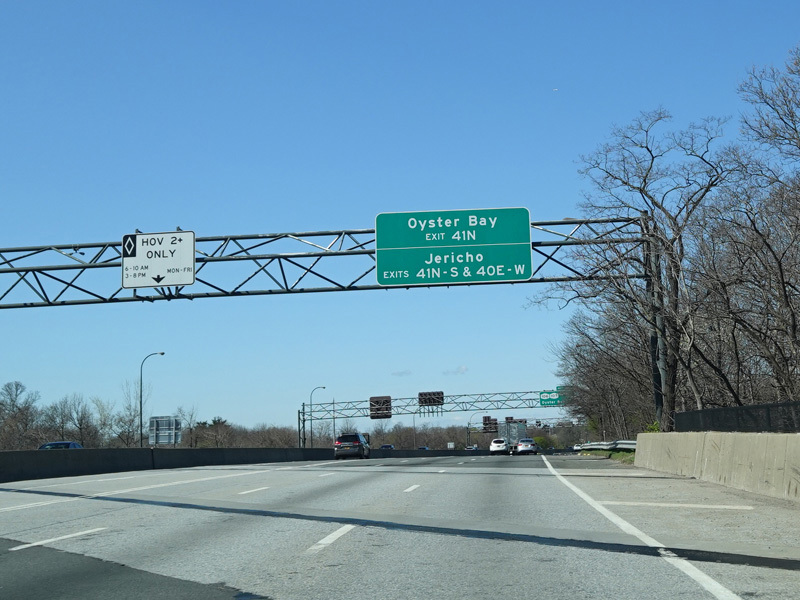 HOV 2+
ONLY
6-10 AM
3-8 PM
MON-FRI
Oyster Bay
EXIT 41N
Jericho
EXITS 41N-S & 40E-W